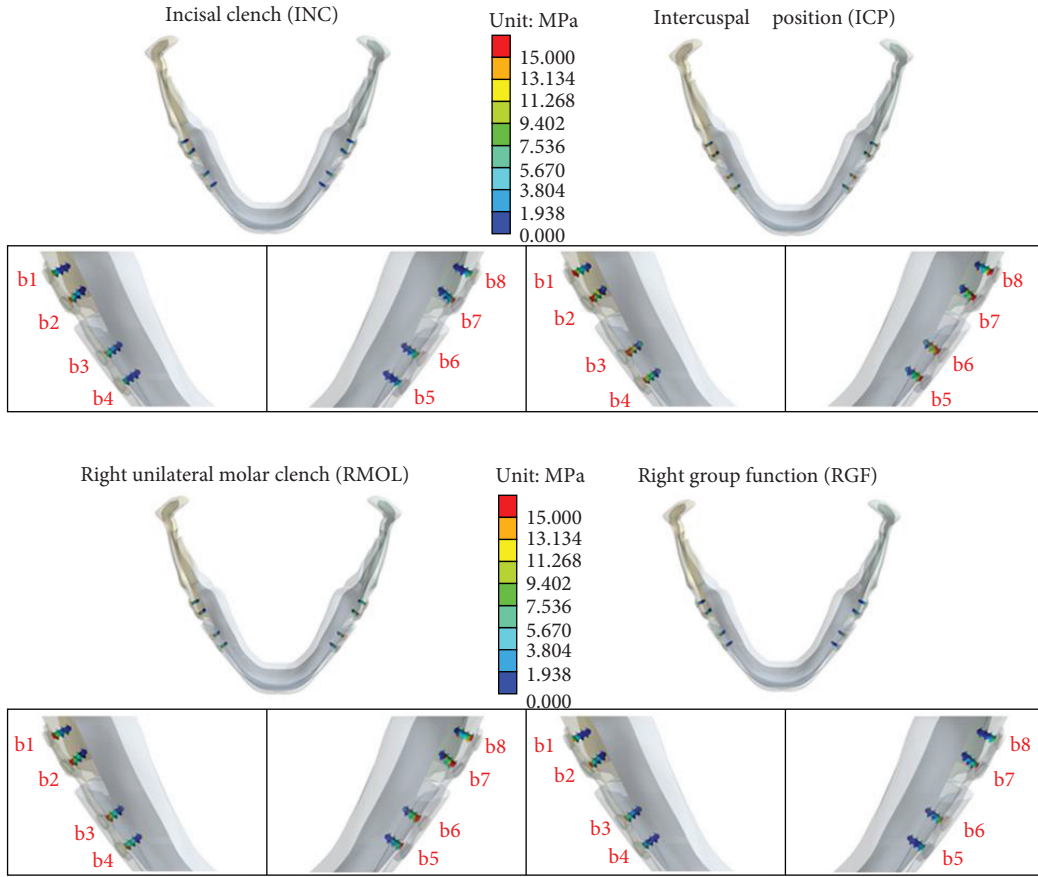 Incisal clench (INC)
Unit: MPa
Intercuspal position (ICP)
15.000
13.134
11.268
9.402
7.536
5.670
3.804
1.938
0.000
b1
b2
b3
b4
b8
b7
b6
b5
b1
b2
b3
b4
b8
b7
b6
b5
Right unilateral molar clench (RMOL)
Unit: MPa
Right group function (RGF)
15.000
13.134
11.268
9.402
7.536
5.670
3.804
1.938
0.000
b1
b2
b3
b4
b8
b7
b6
b5
b1
b2
b3
b4
b8
b7
b6
b5